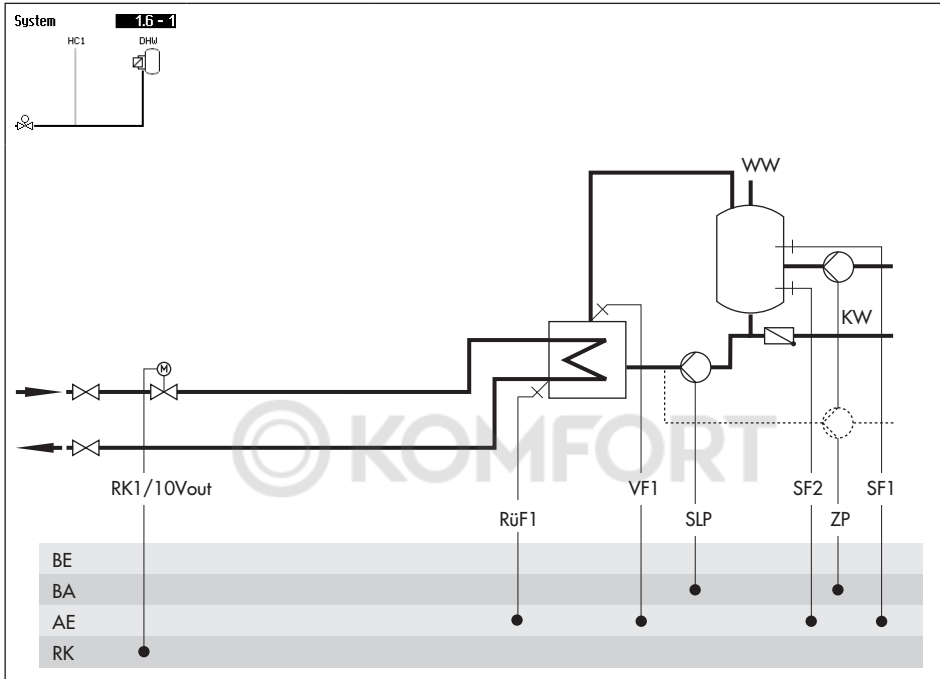 System 1.6 - 1
HC1 DHW
WW
KW
M
KOMFORT
RK1/10Vout
VF1
SF2
SF1
RüF1
SLP
ZP
BE
BA
AE
RK